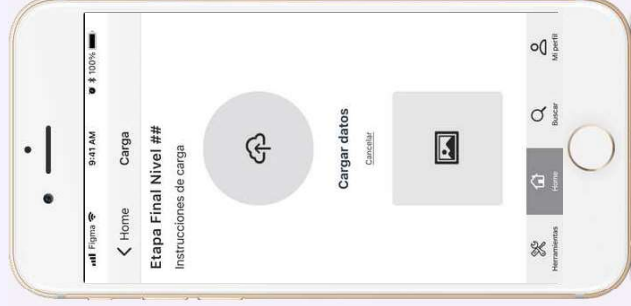 Figma 9:41 AM 100%
Home Carga
Etapa Final Nivel ##
Instrucciones de carga
Cargar datos
Cancelar
Herramientas Home Buscar Mi perfil